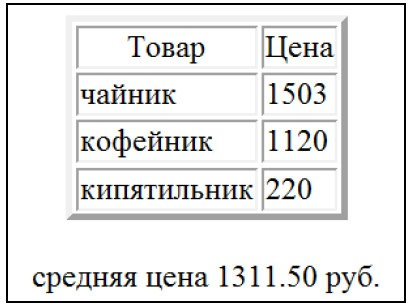 Товар Цена
чайник 1503
кофейник 1120
кипятильник 220
средняя цена 1311.50 руб.